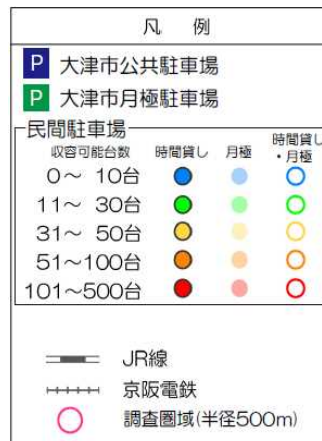 凡 例
P 大津市公共駐車場
P 大津市月極駐車場
民間駐車場
収容可能台数 時間貸し 月極 時間貸し・月極
0～ 10台
11～ 30台
31～ 50台
51～100台
101～500台
JR線
京阪電鉄
調査圏域(半径500m)